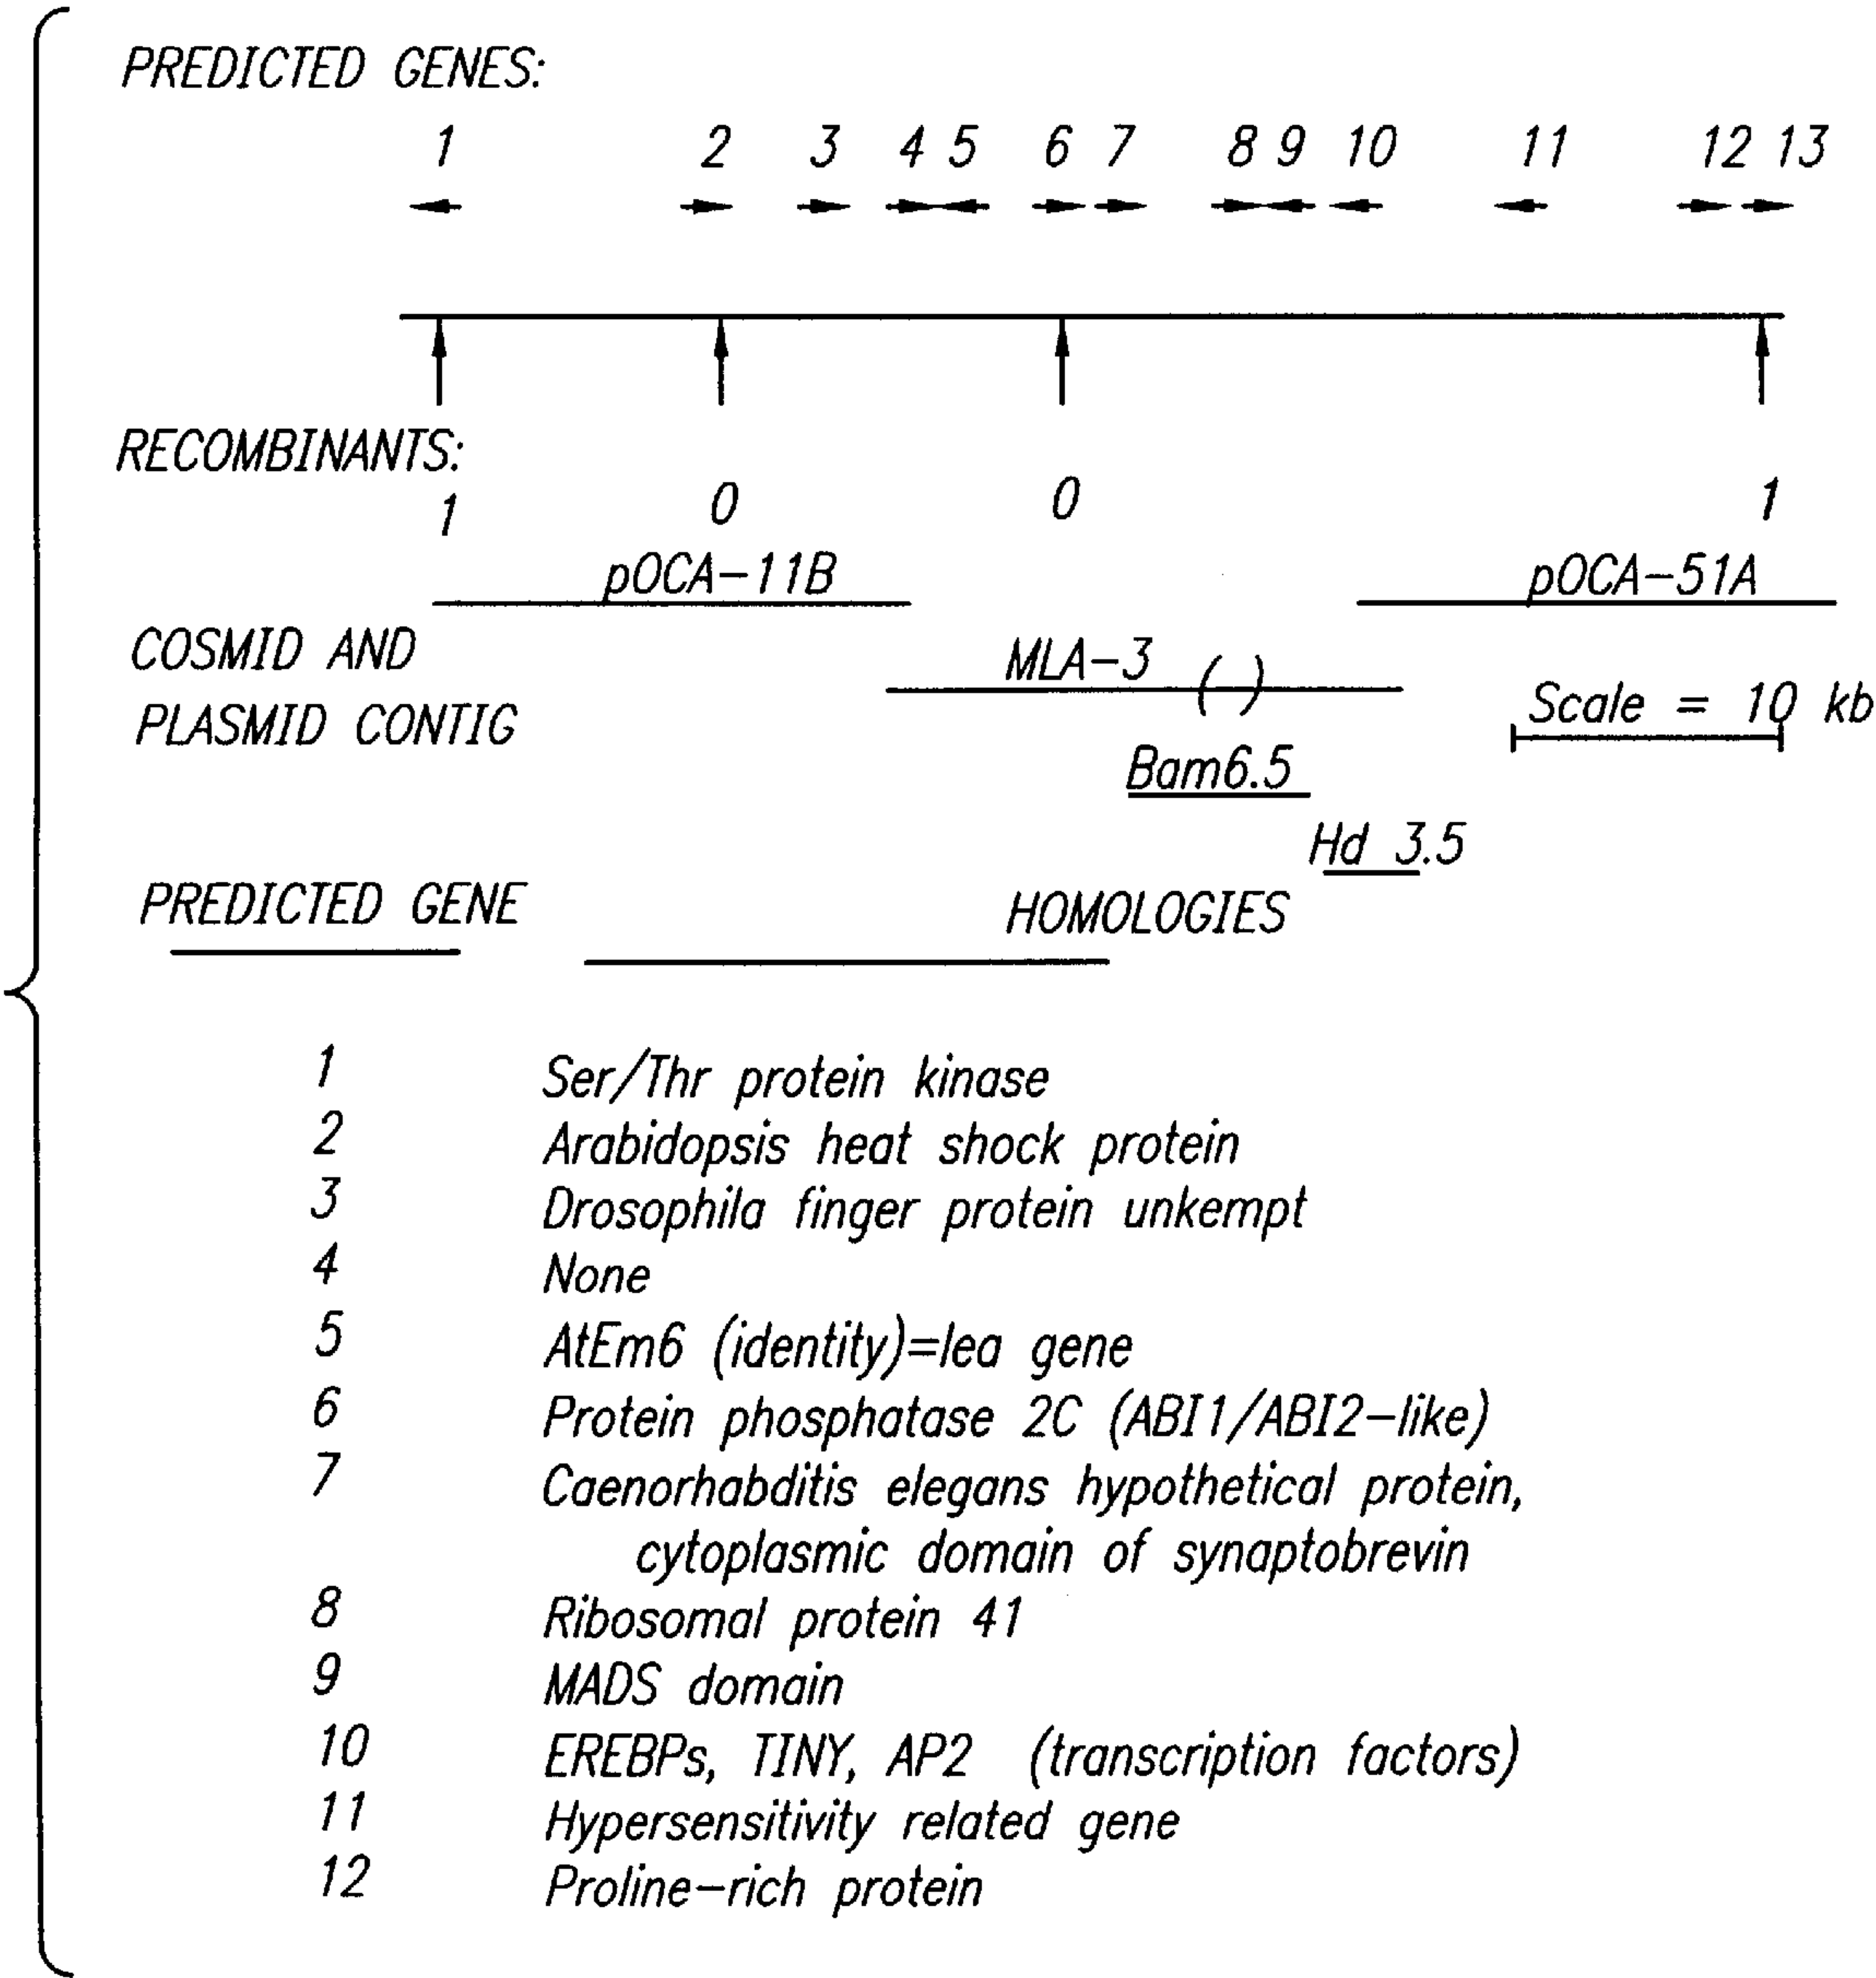 PREDICTED GENES:
1 2 3 4 5 6 7 8 9 10 11 12 13
RECOMBINANTS:
1 0 0 1
pOCA-11B pOCA-51A
COSMID AND
PLASMID CONTIG
MLA-3 ( )
Scale = 10 kb
Bam6.5
Hd 3.5
PREDICTED GENE HOMOLOGIES
1 Ser/Thr protein kinase
2 Arabidopsis heat shock protein
3 Drosophila finger protein unkempt
4 None
5 AtEm6 (identity)=lea gene
6 Protein phosphatase 2C (ABI1/ABI2-like)
7 Caenorhabditis elegans hypothetical protein,
cytoplasmic domain of synaptobrevin
8 Ribosomal protein 41
9 MADS domain
10 EREBPs, TINY, AP2 (transcription factors)
11 Hypersensitivity related gene
12 Proline-rich protein